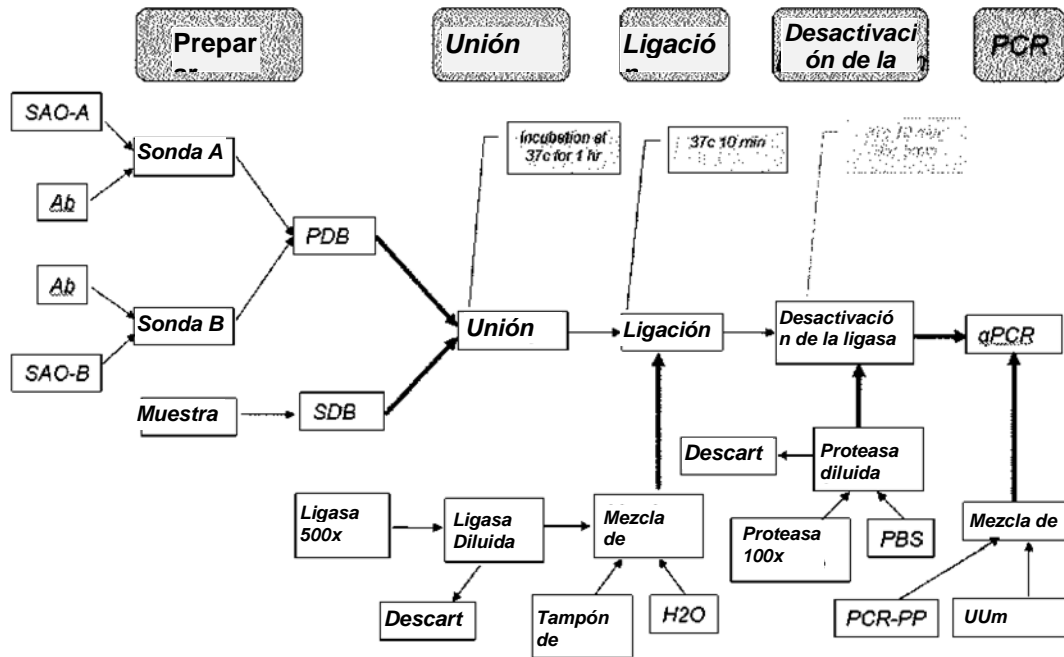 Prepar
Unión
Ligació
Desactivaci
ón de la
PCR
SAO-A
Sonda A
Ab
Incubation at
37c for 1 hr
37c 10 min
PDB
Ab
Sonda B
SAO-B
Unión
Ligación
Desactivació
n de la ligasa
qPCR
Muestra
SDB
Descart
Proteasa
diluida
Ligasa
500x
Ligasa
Diluida
Mezcla
de
Proteasa
100x
PBS
Mezcla de
Descart
Tampón
de
H2O
PCR-PP
UUm